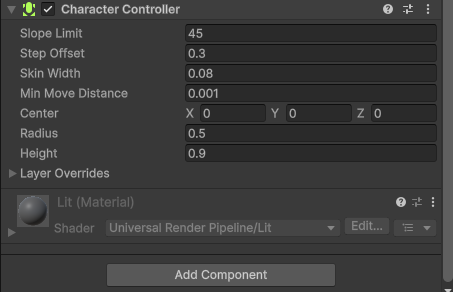 Character Controller
Slope Limit 45
Step Offset 0.3
Skin Width 0.08
Min Move Distance 0.001
Center X 0 Y 0 Z 0
Radius 0.5
Height 0.9
Layer Overrides
Lit (Material)
Shader Universal Render Pipeline/Lit Edit...
Add Component